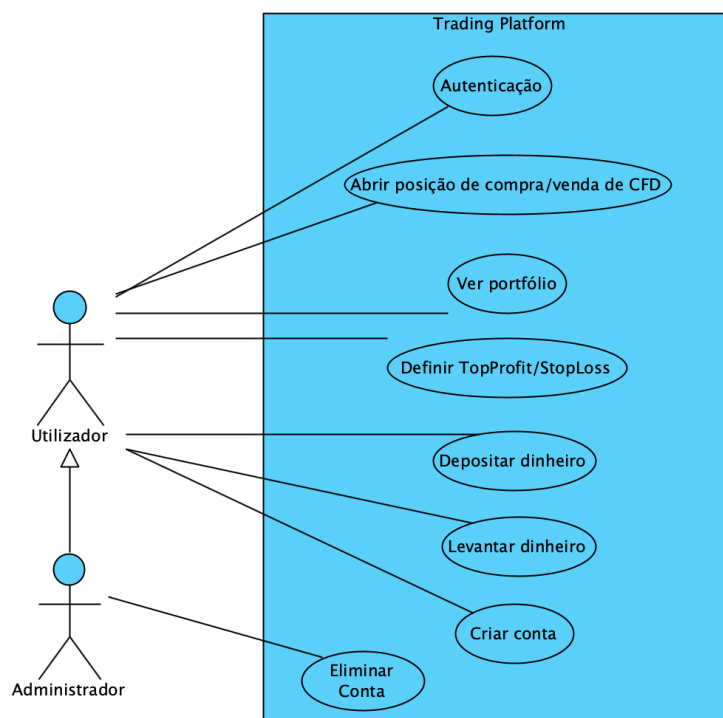 Trading Platform
Autenticação
Abrir posição de compra/venda de CFD
Ver portfólio
Definir TopProfit/StopLoss
Utilizador
Depositar dinheiro
Levantar dinheiro
Criar conta
Eliminar
Conta
Administrador